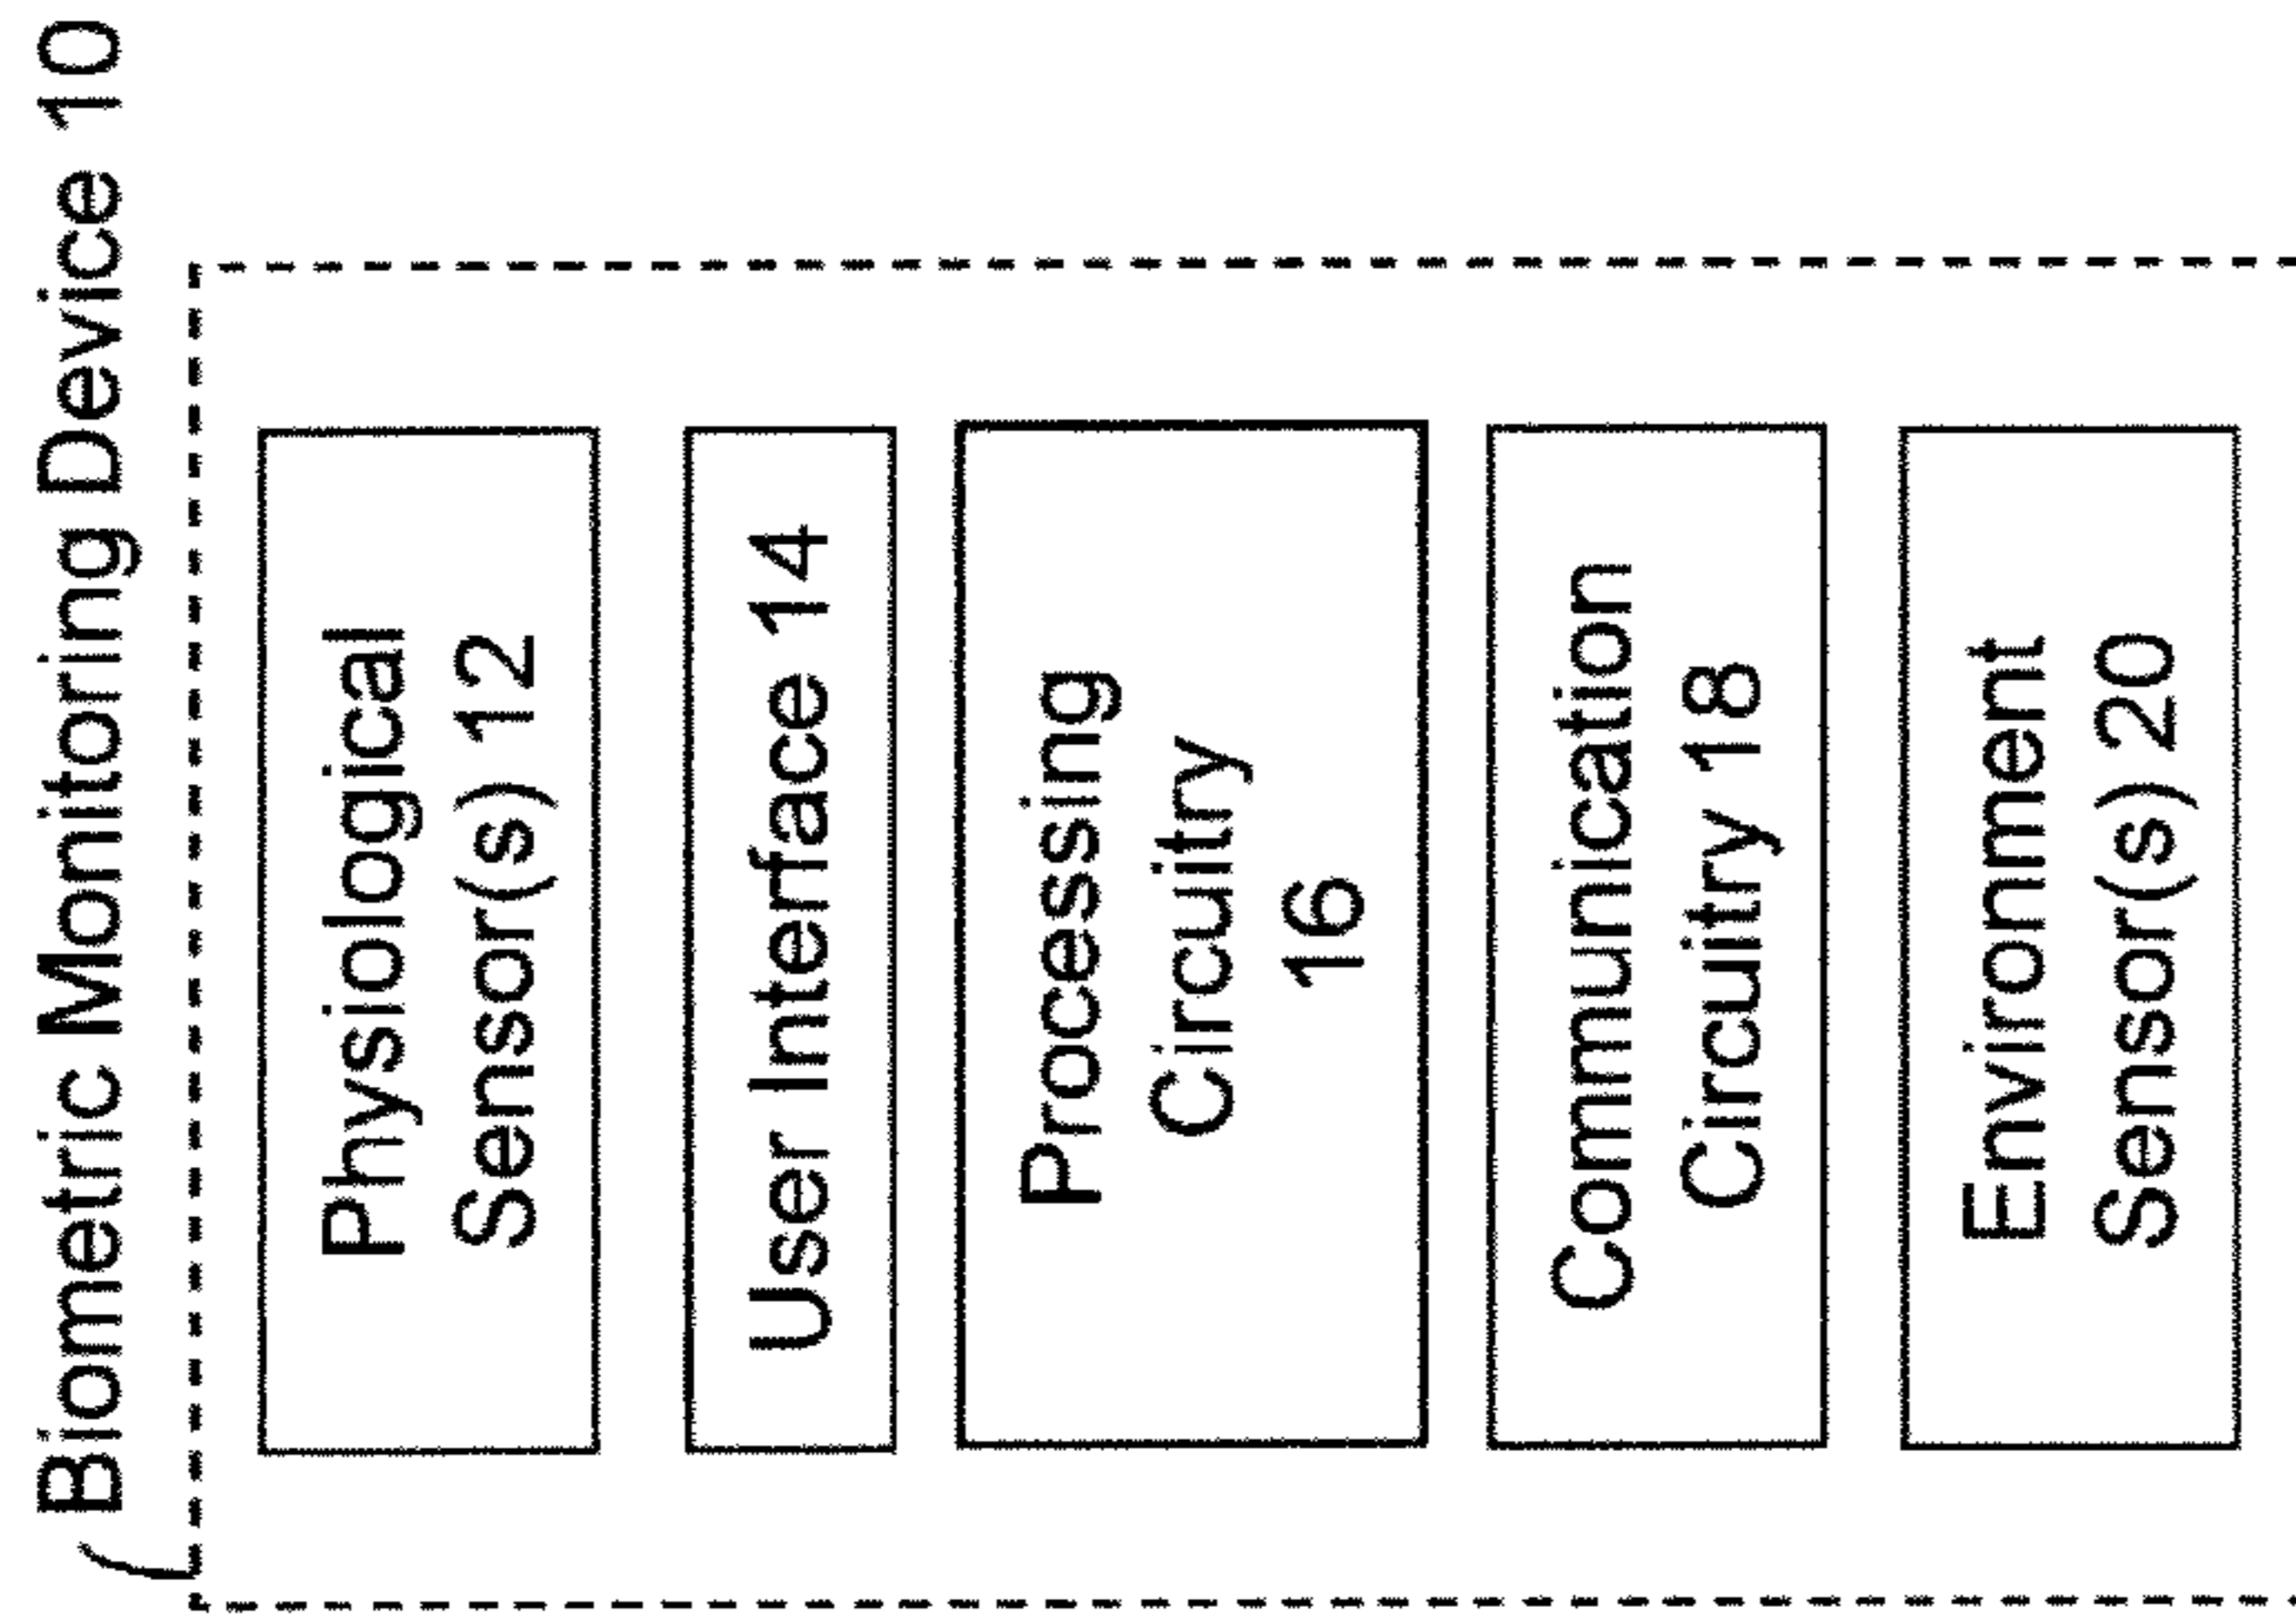 Biometric Monitoring Device 10
Physiological
Sensor(s) 12
User Interface 14
Processing
Circuitry
16
Communication
Circuitry 18
Environment
Sensor(s) 20